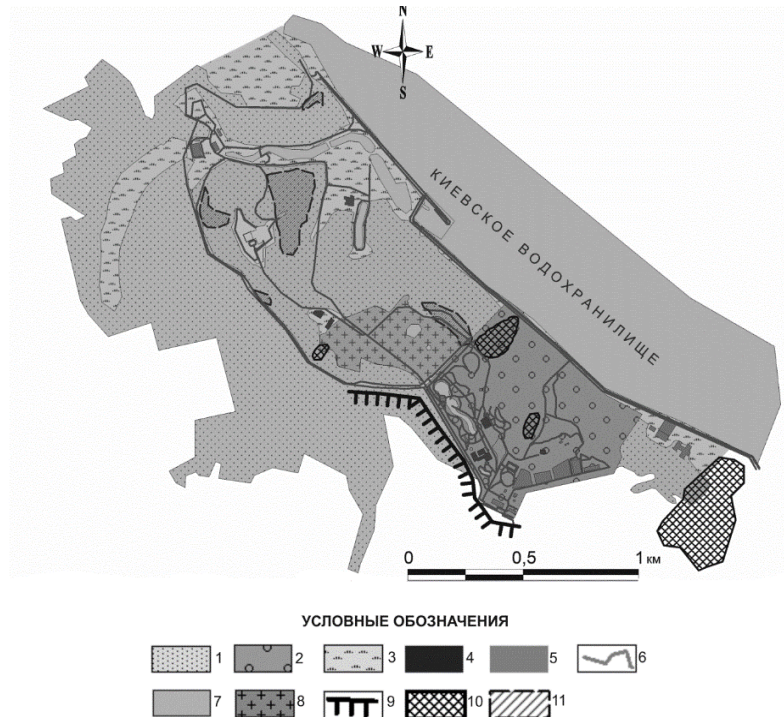 N
W E
S
КИЕВСКОЕ ВОДОХРАНИЛИЩЕ
0 0,5 1 км
УСЛОВНЫЕ ОБОЗНАЧЕНИЯ
1 2 3 4 5 6
7 8 9 10 11